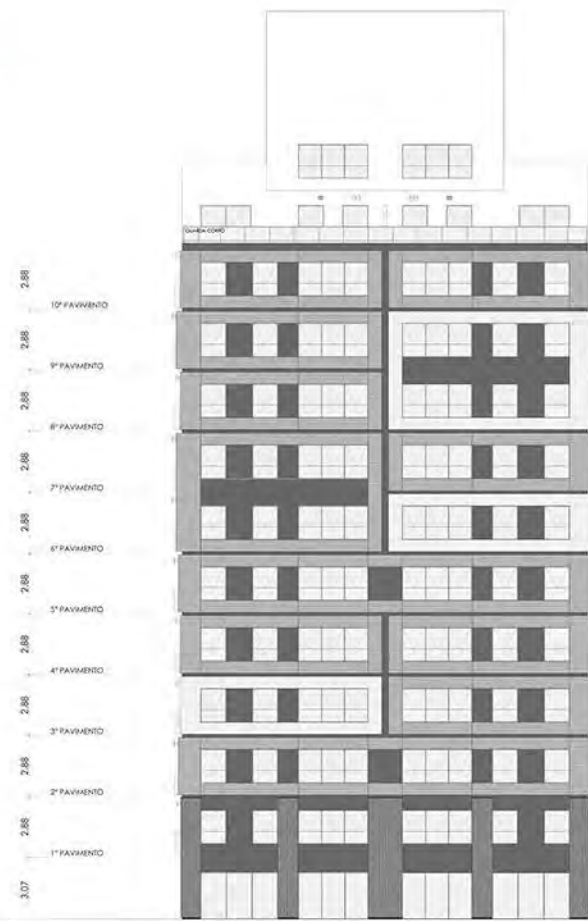 GUARDA CORPO
2.88
10º PAVIMENTO
2.88
9º PAVIMENTO
2.88
8º PAVIMENTO
2.88
7º PAVIMENTO
2.88
6º PAVIMENTO
2.88
5º PAVIMENTO
2.88
4º PAVIMENTO
2.88
3º PAVIMENTO
2.88
2º PAVIMENTO
2.88
1º PAVIMENTO
3.07